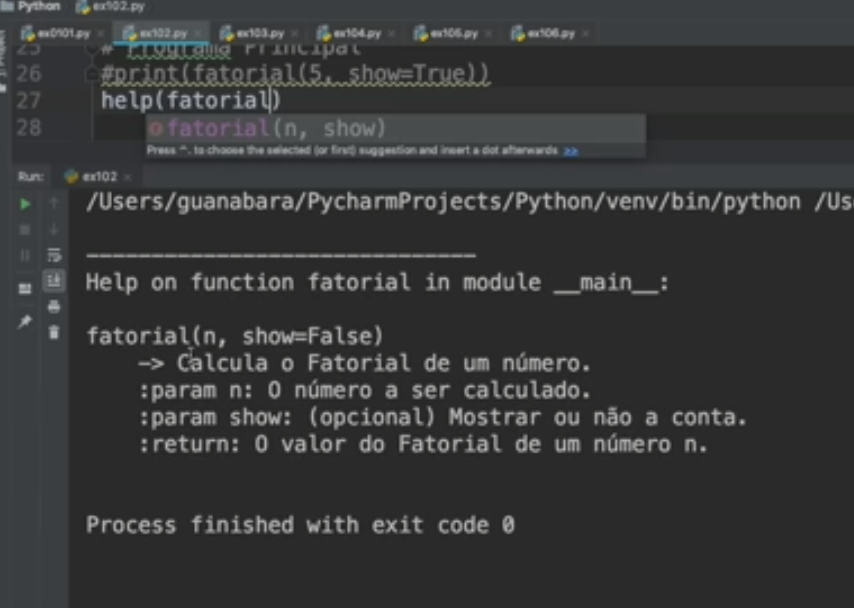 Python ex102.py
ex0101.py ex102.py ex103.py ex104.py ex105.py ex106.py
25 # Programa Principal
26 #print(fatorial(5, show=True))
27 help(fatorial)
28
fatorial(n, show)
Press ^. to choose the selected (or first) suggestion and insert a dot afterwards >>
Run: ex102
/Users/guanabara/PycharmProjects/Python/venv/bin/python /Us
------------------------------
Help on function fatorial in module __main__:
fatorial(n, show=False)
-> Calcula o Fatorial de um número.
:param n: O número a ser calculado.
:param show: (opcional) Mostrar ou não a conta.
:return: O valor do Fatorial de um número n.
Process finished with exit code 0